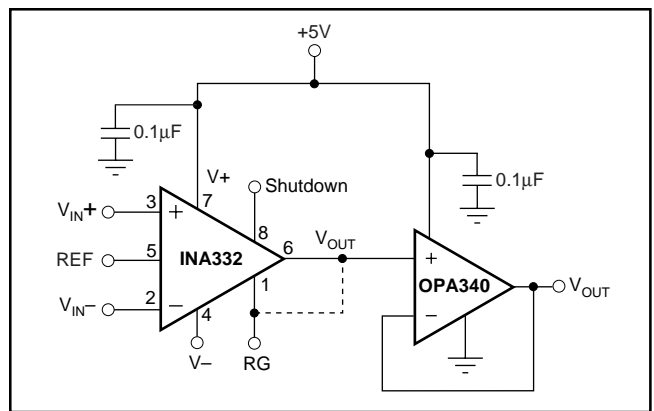 +5V
0.1µF
V+
Shutdown
0.1µF
VIN+
3
+
7
8
6
VOUT
REF
5
INA332
1
+
OPA340
VOUT
VIN–
2
–
4
–
V–
RG